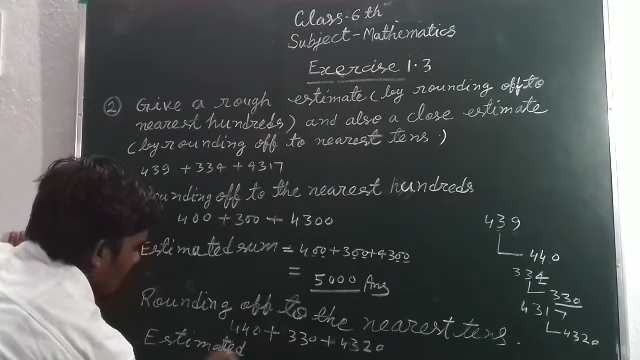 Class-6th
Subject-Mathematics
Exercise 1.3
② Give a rough estimate (by rounding off to
nearest hundreds) and also a close estimate
(by rounding off to nearest tens.)
439 + 334 + 4317
Rounding off to the nearest hundreds
400 + 300 + 4300
Estimated sum = 400+300+4300
= 5000 Ans
Rounding off to the nearest tens.
440 + 330 + 4320
Estimated
439
440
334
330
4317
4320